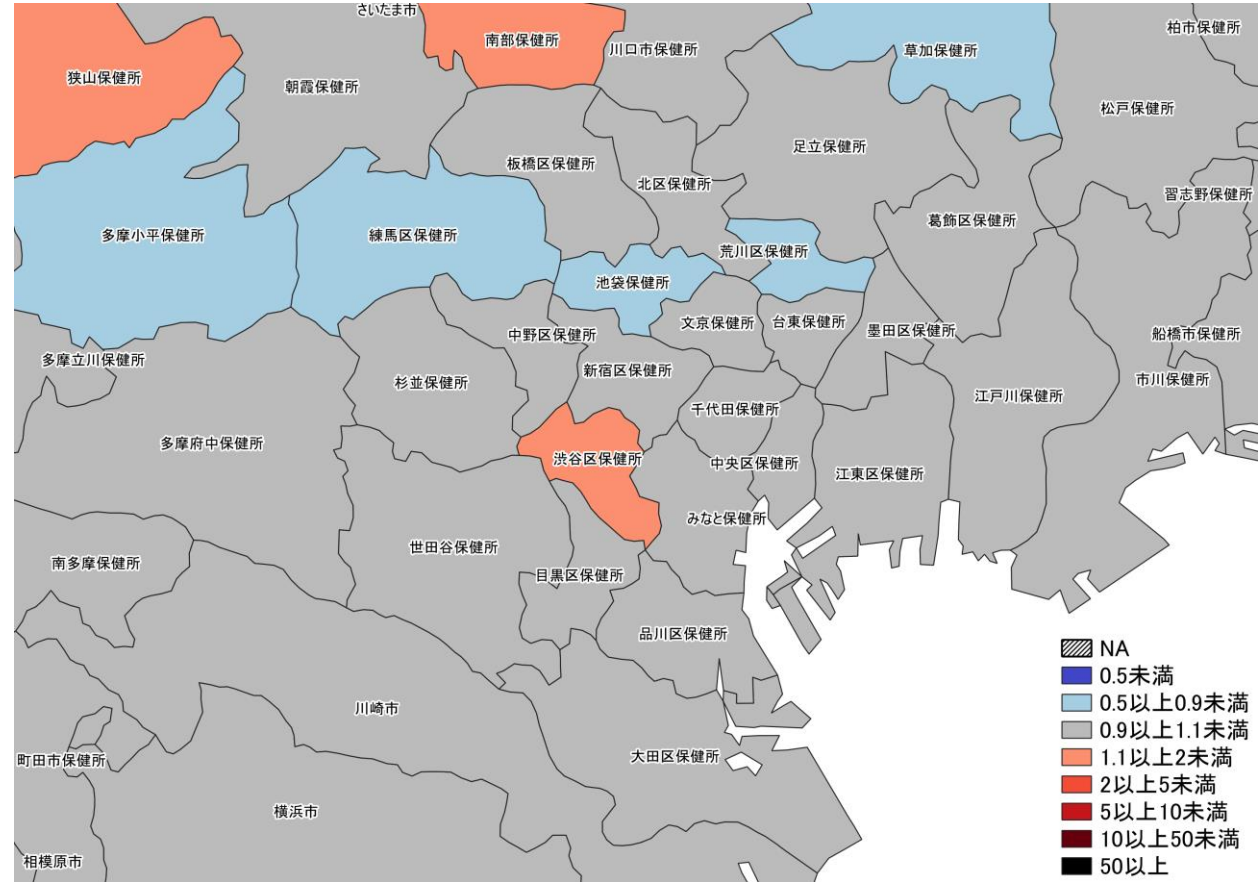 さいたま市
南部保健所
川口市保健所
草加保健所
柏市保健所
狭山保健所
朝霞保健所
松戸保健所
足立保健所
板橋区保健所
北区保健所
習志野保健所
葛飾区保健所
多摩小平保健所
練馬区保健所
荒川区保健所
池袋保健所
文京保健所
台東保健所
墨田区保健所
中野区保健所
船橋市保健所
多摩立川保健所
新宿区保健所
市川保健所
杉並保健所
江戸川保健所
千代田保健所
多摩府中保健所
渋谷区保健所
中央区保健所
江東区保健所
みなと保健所
世田谷保健所
南多摩保健所
目黒区保健所
品川区保健所
川崎市
大田区保健所
町田市保健所
横浜市
相模原市
NA
0.5未満
0.5以上0.9未満
0.9以上1.1未満
1.1以上2未満
2以上5未満
5以上10未満
10以上50未満
50以上